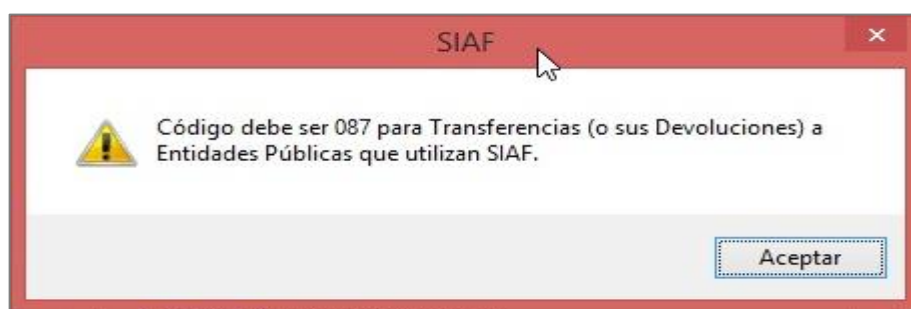 SIAF
Código debe ser 087 para Transferencias (o sus Devoluciones) a
Entidades Públicas que utilizan SIAF.
Aceptar